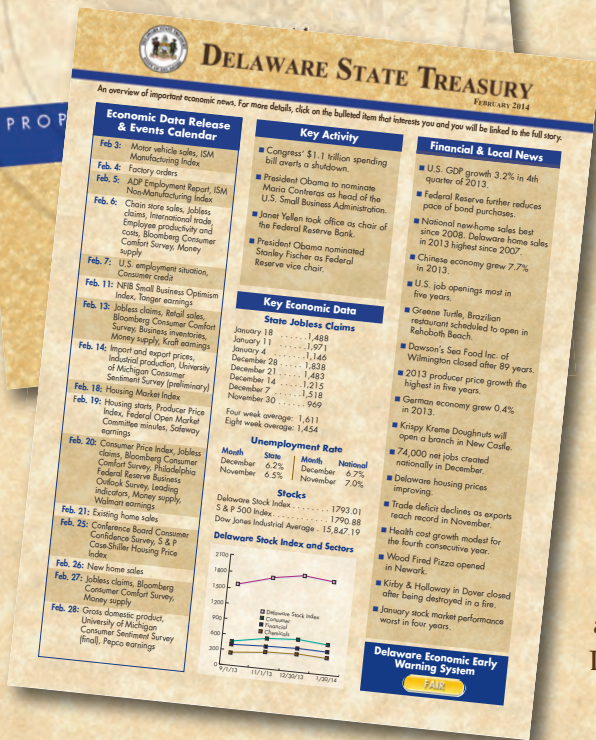 PROP
DELAWARE STATE TREASURY
FEBRUARY 2014
An overview of important economic news. For more details, click on the bulleted item that interests you and you will be linked to the full story.
Economic Data Release
& Events Calendar
Feb 3: Motor vehicle sales, ISM
Manufacturing Index
Feb. 4: Factory orders
Feb. 5: ADP Employment Report, ISM
Non-Manufacturing Index
Feb. 6: Chain store sales, Jobless
claims, International trade,
Employee productivity and
costs, Bloomberg Consumer
Comfort Survey, Money
supply
Feb. 7: U.S. employment situation,
Consumer credit
Feb. 11: NFIB Small Business Optimism
Index, Tanger earnings
Feb. 13: Jobless claims, Retail sales,
Bloomberg Consumer Comfort
Survey, Business inventories,
Money supply, Kraft earnings
Feb. 14: Import and export prices,
Industrial production, University
of Michigan Consumer
Sentiment Survey (preliminary)
Feb. 18: Housing Market Index
Feb. 19: Housing starts, Producer Price
Index, Federal Open Market
Committee minutes, Safeway
earnings
Feb. 20: Consumer Price Index, Jobless
claims, Bloomberg Consumer
Comfort Survey, Philadelphia
Federal Reserve Business
Outlook Survey, Leading
indicators, Money supply,
Walmart earnings
Feb. 21: Existing home sales
Feb. 25: Conference Board Consumer
Confidence Survey, S & P
Case-Shiller Housing Price
Index
Feb. 26: New home sales
Feb. 27: Jobless claims, Bloomberg
Consumer Comfort Survey,
Money supply
Feb. 28: Gross domestic product,
University of Michigan
Consumer Sentiment Survey
(final), Pepco earnings
Key Activity
■ Congress' $1.1 trillion spending
bill averts a shutdown.
■ President Obama to nominate
Maria Contreras as head of the
U.S. Small Business Administration.
■ Janet Yellen took office as chair of
the Federal Reserve Bank.
■ President Obama nominated
Stanley Fischer as Federal
Reserve vice chair.
Key Economic Data
State Jobless Claims
January 18 ......1,488
January 11 ......1,971
January 4 .......1,146
December 28 ....1,838
December 21 ....1,483
December 14 ....1,215
December 7 .....1,518
November 30 .... 969
Four week average: 1,611
Eight week average: 1,454
Unemployment Rate
Month State Month National
December 6.2% December 6.7%
November 6.5% November 7.0%
Stocks
Delaware Stock Index ........ 1793.01
S & P 500 Index ............ 1790.88
Dow Jones Industrial Average . 15,847.19
Delaware Stock Index and Sectors
2100
1800
1500
1200
900
600
300
0
Delaware Stock Index
Consumer
Financial
Chemicals
9/1/13 11/1/13 12/30/13 1/30/14
Financial & Local News
■ U.S. GDP growth 3.2% in 4th
quarter of 2013.
■ Federal Reserve further reduces
pace of bond purchases.
■ National new-home sales best
since 2008. Delaware home sales
in 2013 highest since 2007.
■ Chinese economy grew 7.7%
in 2013.
■ U.S. job openings most in
five years.
■ Greene Turtle, Brazilian
restaurant scheduled to open in
Rehoboth Beach.
■ Dawson's Sea Food Inc. of
Wilmington closed after 89 years.
■ 2013 producer price growth the
highest in five years.
■ German economy grew 0.4%
in 2013.
■ Krispy Kreme Doughnuts will
open a branch in New Castle.
■ 74,000 net jobs created
nationally in December.
■ Delaware housing prices
improving.
■ Trade deficit declines as exports
reach record in November.
■ Health cost growth modest for
the fourth consecutive year.
■ Wood Fired Pizza opened
in Newark.
■ Kirby & Holloway in Dover closed
after being destroyed in a fire.
■ January stock market performance
worst in four years.
Delaware Economic Early
Warning System
FAIR